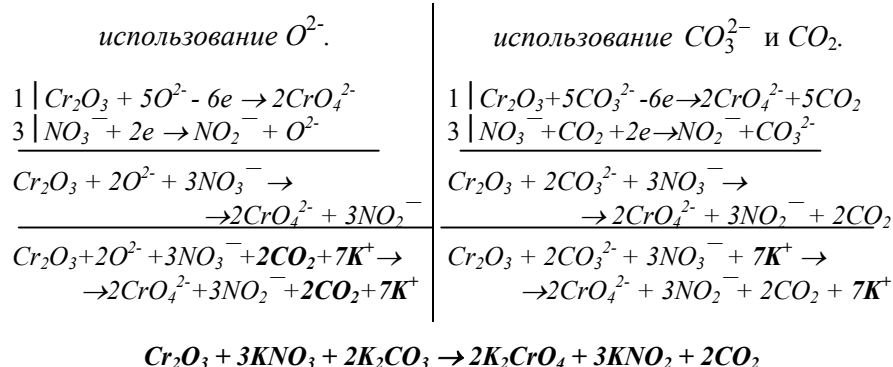 использование O²⁻.
1 | Cr₂O₃ + 5O²⁻ - 6e → 2CrO₄²⁻
3 | NO₃⁻ + 2e → NO₂⁻ + O²⁻
Cr₂O₃ + 2O²⁻ + 3NO₃⁻ →
→2CrO₄²⁻ + 3NO₂⁻
Cr₂O₃+2O²⁻ +3NO₃⁻+2CO₂+7K⁺→
→2CrO₄²⁻+3NO₂⁻+2CO₂+7K⁺
использование CO₃²⁻ и CO₂.
1 | Cr₂O₃+5CO₃²⁻ -6e→2CrO₄²⁻+5CO₂
3 | NO₃⁻+CO₂+2e→NO₂⁻+CO₃²⁻
Cr₂O₃ + 2CO₃²⁻ + 3NO₃⁻→
→ 2CrO₄²⁻ + 3NO₂⁻ + 2CO₂
Cr₂O₃ + 2CO₃²⁻ + 3NO₃⁻ + 7K⁺ →
→2CrO₄²⁻ + 3NO₂⁻ + 2CO₂ + 7K⁺
Cr₂O₃ + 3KNO₃ + 2K₂CO₃ → 2K₂CrO₄ + 3KNO₂ + 2CO₂